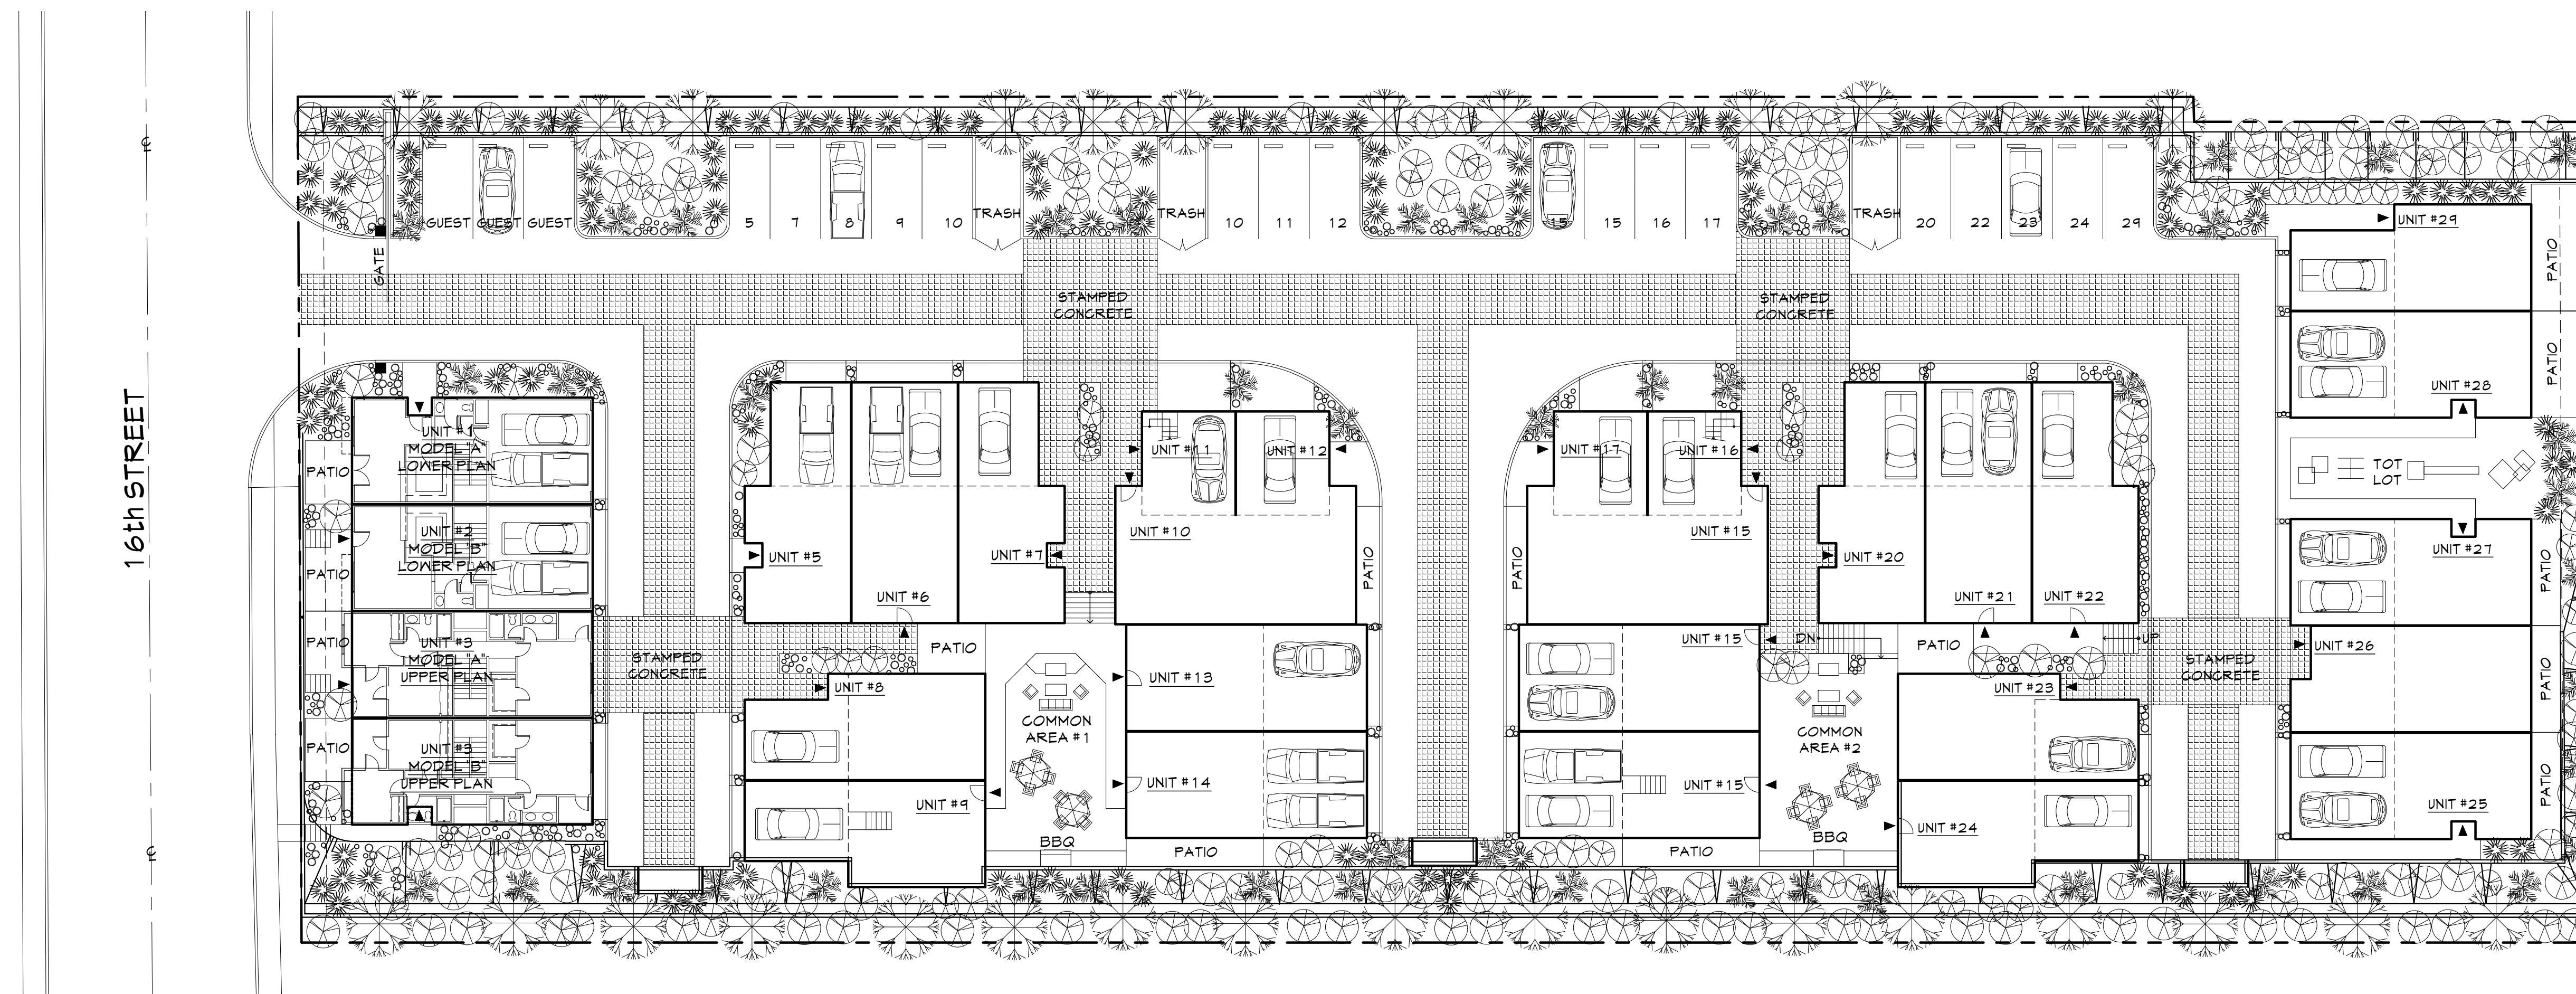 16th STREET
℄
℄
GATE
GUEST
GUEST
GUEST
5
7
8
9
10
TRASH
TRASH
10
11
12
15
15
16
17
TRASH
20
22
23
24
29
STAMPED
CONCRETE
STAMPED
CONCRETE
UNIT #1
MODEL "A"
LOWER PLAN
PATIO
UNIT #2
MODEL "B"
LOWER PLAN
PATIO
UNIT #3
MODEL "A"
UPPER PLAN
PATIO
UNIT #3
MODEL "B"
UPPER PLAN
PATIO
STAMPED
CONCRETE
UNIT #5
UNIT #6
UNIT #7
PATIO
UNIT #8
UNIT #9
COMMON
AREA #1
BBQ
UNIT #11
UNIT #12
UNIT #10
PATIO
UNIT #13
UNIT #14
PATIO
UNIT #17
UNIT #16
UNIT #15
PATIO
UNIT #15
UNIT #15
PATIO
DN
COMMON
AREA #2
BBQ
UNIT #20
UNIT #21
UNIT #22
PATIO
UP
UNIT #23
UNIT #24
STAMPED
CONCRETE
UNIT #29
PATIO
UNIT #28
PATIO
TOT
LOT
UNIT #27
PATIO
UNIT #26
PATIO
UNIT #25
PATIO